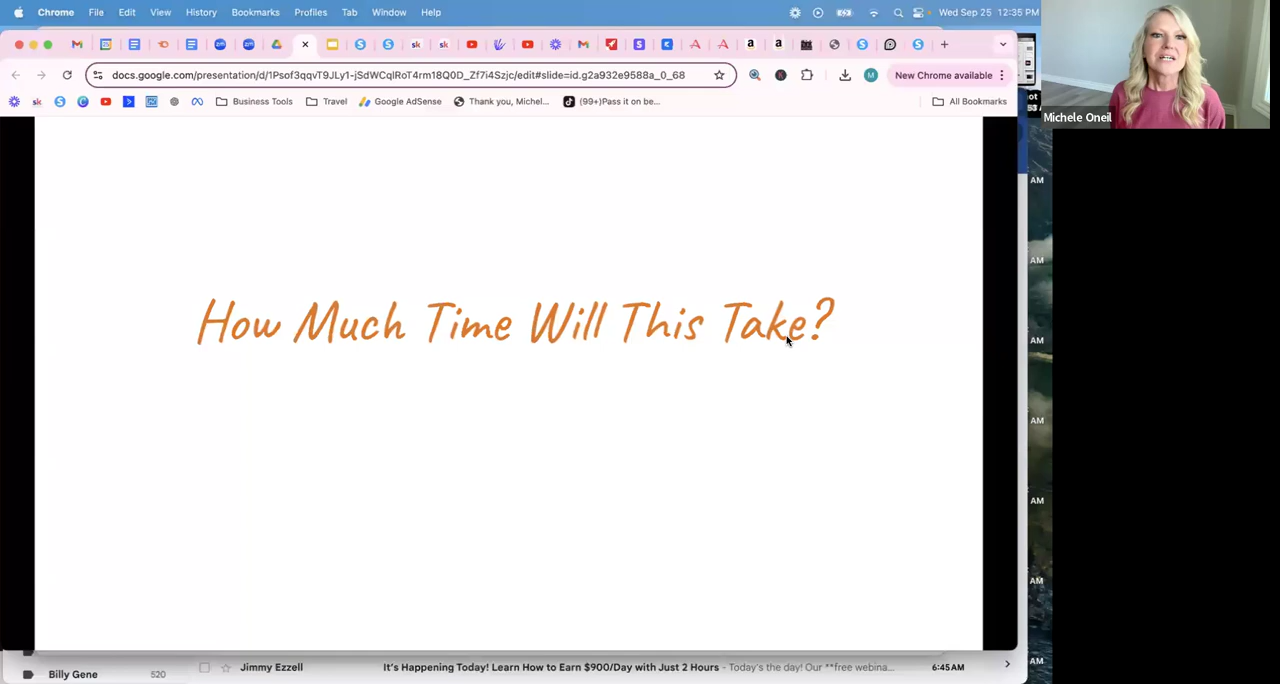 Chrome File Edit View History Bookmarks Profiles Tab Window Help Wed Sep 25 12:35 PM
docs.google.com/presentation/d/1Psof3qqvT9JLy1-jSdWCqlRoT4rm18Q0D_Zf7i4Szjc/edit#slide=id.g2a932e9588a_0_68
New Chrome available
Business Tools Travel Google AdSense Thank you, Michel... (99+)Pass it on be... All Bookmarks
Michele Oneil
How Much Time Will This Take?
AM
AM
AM
AM
AM
AM
AM
Jimmy Ezzell It's Happening Today! Learn How to Earn $900/Day with Just 2 Hours - Today's the day! Our **free webina... 6:45 AM
Billy Gene 520